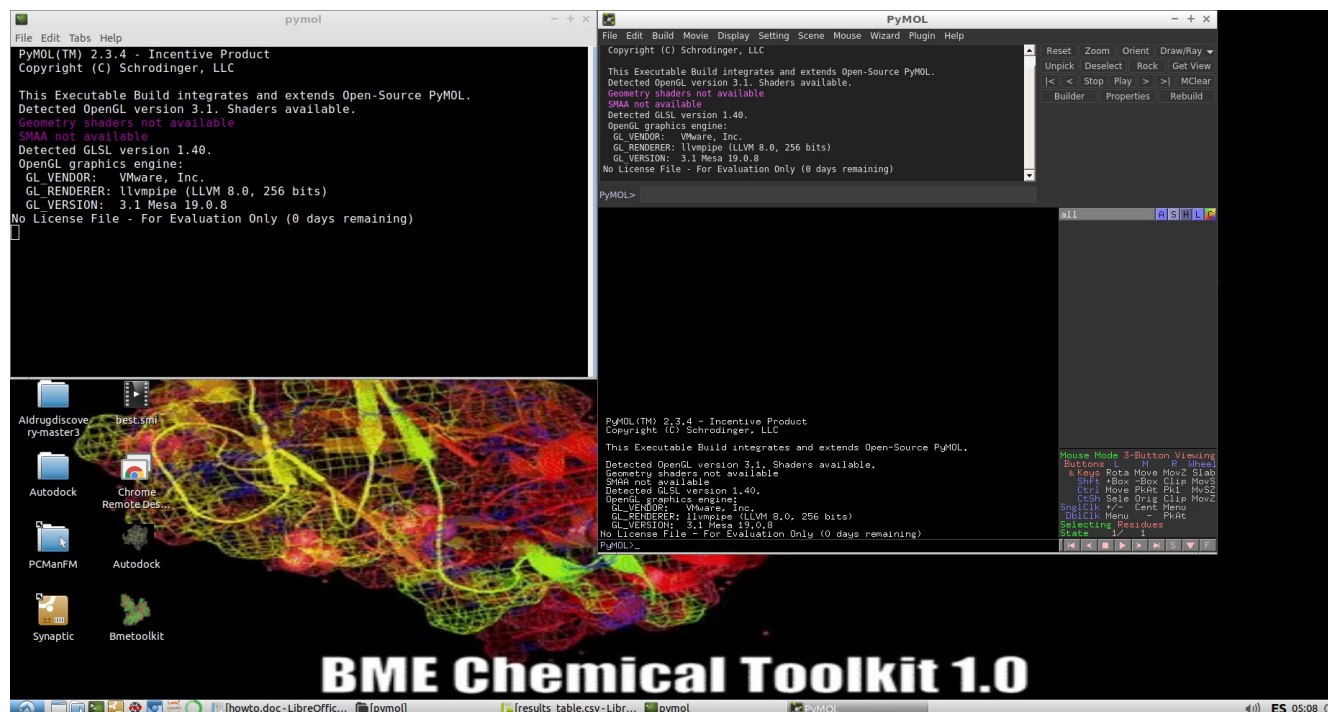 pymol
File Edit Tabs Help
PyMOL(TM) 2.3.4 - Incentive Product
Copyright (C) Schrodinger, LLC
This Executable Build integrates and extends Open-Source PyMOL.
Detected OpenGL version 3.1. Shaders available.
Geometry shaders not available
SMAA not available
Detected GLSL version 1.40.
OpenGL graphics engine:
GL_VENDOR: VMware, Inc.
GL_RENDERER: llvmpipe (LLVM 8.0, 256 bits)
GL_VERSION: 3.1 Mesa 19.0.8
No License File - For Evaluation Only (0 days remaining)
PyMOL
File Edit Build Movie Display Setting Scene Mouse Wizard Plugin Help
Copyright (C) Schrodinger, LLC
This Executable Build integrates and extends Open-Source PyMOL.
Detected OpenGL version 3.1. Shaders available.
Geometry shaders not available
SMAA not available
Detected GLSL version 1.40.
OpenGL graphics engine:
GL_VENDOR: VMware, Inc.
GL_RENDERER: llvmpipe (LLVM 8.0, 256 bits)
GL_VERSION: 3.1 Mesa 19.0.8
No License File - For Evaluation Only (0 days remaining)
PyMOL>
Reset Zoom Orient Draw/Ray
Unpick Deselect Rock Get View
|< < Stop Play > >| MClear
Builder Properties Rebuild
all A S H L C
PyMOL(TM) 2.3.4 - Incentive Product
Copyright (C) Schrodinger, LLC
This Executable Build integrates and extends Open-Source PyMOL.
Detected OpenGL version 3.1. Shaders available.
Geometry shaders not available
SMAA not available
Detected GLSL version 1.40.
OpenGL graphics engine:
GL_VENDOR: VMware, Inc.
GL_RENDERER: llvmpipe (LLVM 8.0, 256 bits)
GL_VERSION: 3.1 Mesa 19.0.8
No License File - For Evaluation Only (0 days remaining)
PyMOL>_
Mouse Mode 3-Button Viewing
Buttons L M R Wheel
& Keys Rota Move MovZ Slab
Shft +Box -Box Clip MovS
Ctrl Move PkAt Pk1 MvSZ
CtSh Sele Orig Clip MovZ
SnglClk +/- Cent Menu
DblClk Menu - PkAt
Selecting Residues
State 1/ 1
S F
AIdrugdiscove
ry-master3
best.smi
Autodock
Chrome
Remote Des...
PCManFM
Autodock
Synaptic
Bmetoolkit
BME Chemical Toolkit 1.0
[howto.doc - LibreOffic... [pymol] [results_table.csv - Libr... pymol PyMOL ES 05:08